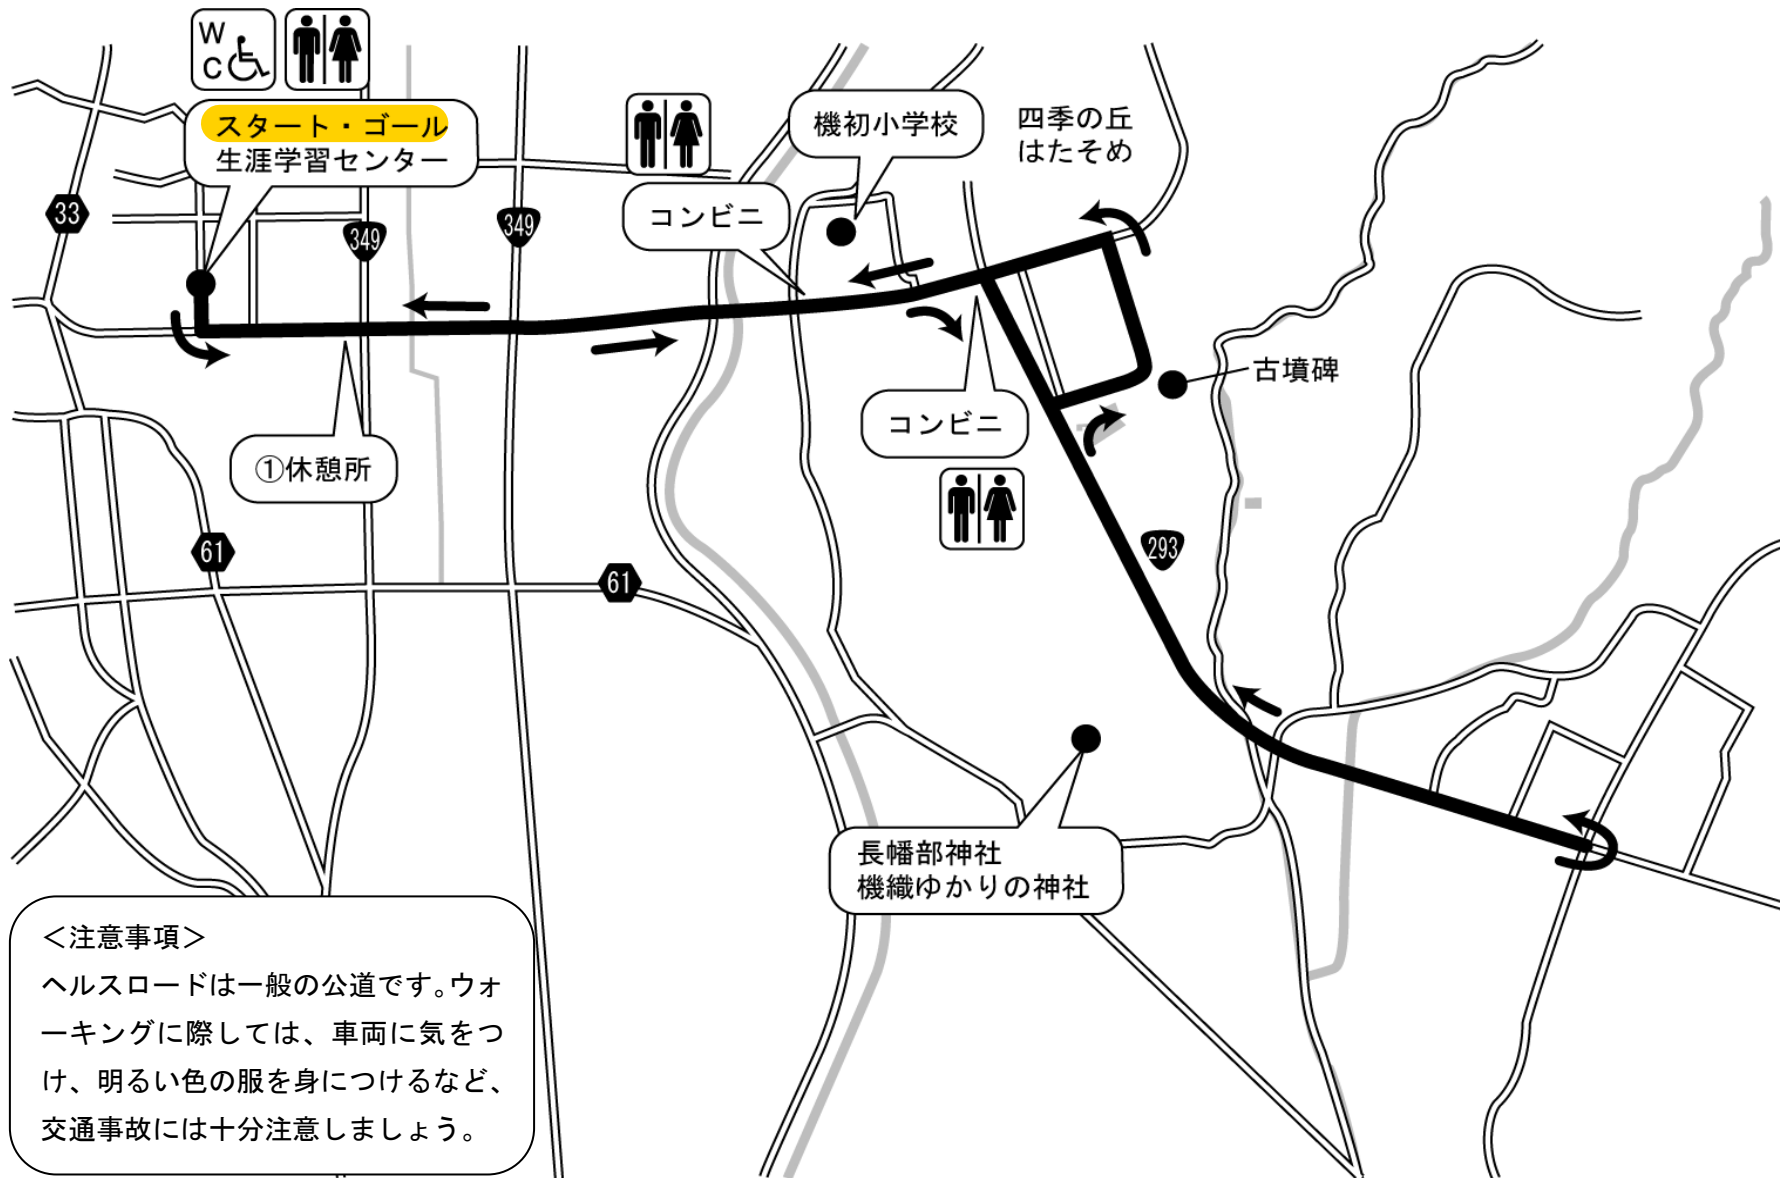 W
C
スタート・ゴール
生涯学習センター
機初小学校
四季の丘
はたそめ
33
349
349
コンビニ
古墳碑
コンビニ
①休憩所
61
61
293
長幡部神社
機織ゆかりの神社
＜注意事項＞
ヘルスロードは一般の公道です。ウォ
ーキングに際しては、車両に気をつ
け、明るい色の服を身につけるなど、
交通事故には十分注意しましょう。